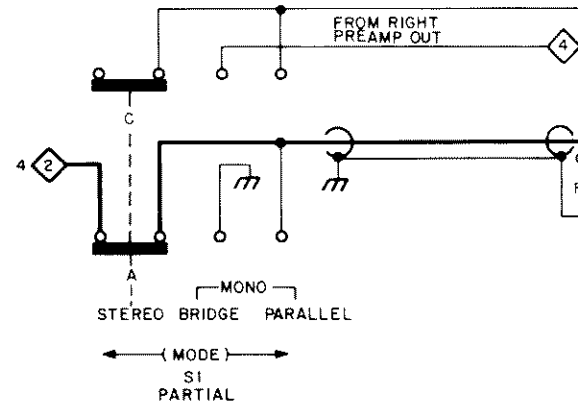 FROM RIGHT
PREAMP OUT
4
C
4 2
A
MONO
STEREO BRIDGE PARALLEL
(MODE)
S1
PARTIAL